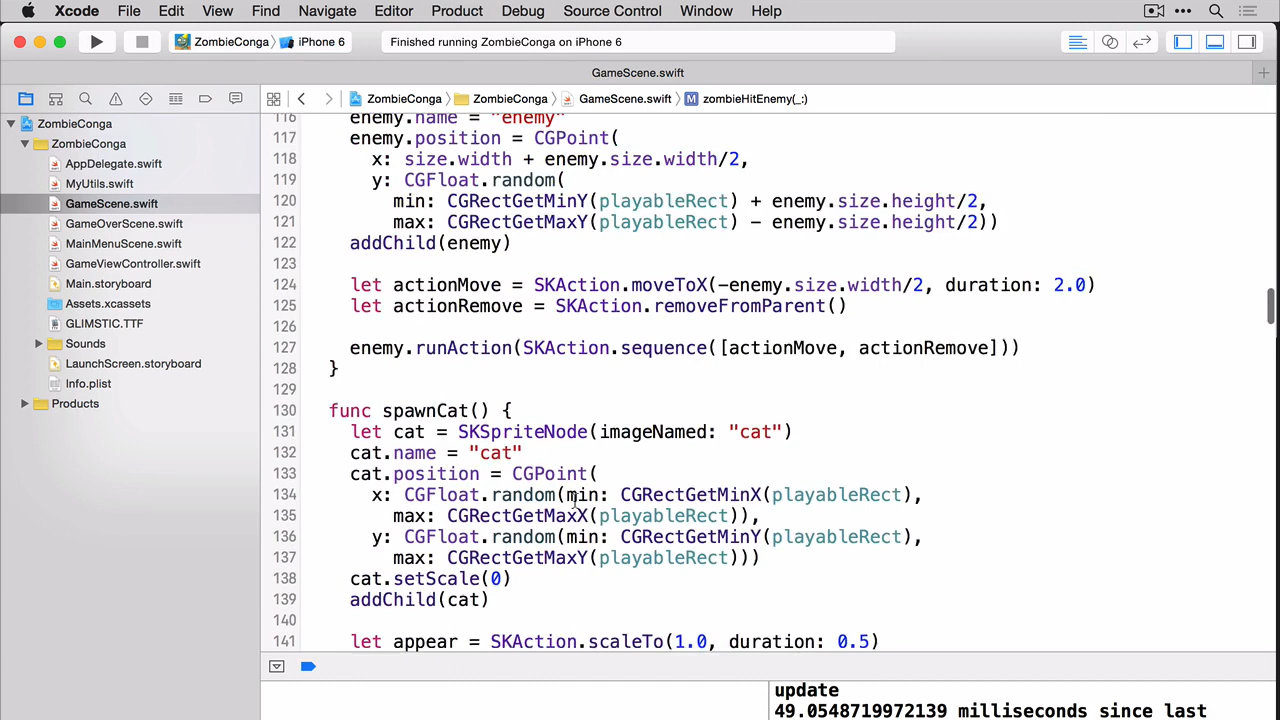 Xcode File Edit View Find Navigate Editor Product Debug Source Control Window Help
ZombieConga iPhone 6 Finished running ZombieConga on iPhone 6
GameScene.swift
ZombieConga ZombieConga GameScene.swift M zombieHitEnemy(_:)
ZombieConga
ZombieConga
AppDelegate.swift
MyUtils.swift
GameScene.swift
GameOverScene.swift
MainMenuScene.swift
GameViewController.swift
Main.storyboard
Assets.xcassets
GLIMSTIC.TTF
Sounds
LaunchScreen.storyboard
Info.plist
Products
116 enemy.name = "enemy"
117 enemy.position = CGPoint(
118 x: size.width + enemy.size.width/2,
119 y: CGFloat.random(
120 min: CGRectGetMinY(playableRect) + enemy.size.height/2,
121 max: CGRectGetMaxY(playableRect) - enemy.size.height/2))
122 addChild(enemy)
123
124 let actionMove = SKAction.moveToX(-enemy.size.width/2, duration: 2.0)
125 let actionRemove = SKAction.removeFromParent()
126
127 enemy.runAction(SKAction.sequence([actionMove, actionRemove]))
128 }
129
130 func spawnCat() {
131 let cat = SKSpriteNode(imageNamed: "cat")
132 cat.name = "cat"
133 cat.position = CGPoint(
134 x: CGFloat.random(min: CGRectGetMinX(playableRect),
135 max: CGRectGetMaxX(playableRect)),
136 y: CGFloat.random(min: CGRectGetMinY(playableRect),
137 max: CGRectGetMaxY(playableRect)))
138 cat.setScale(0)
139 addChild(cat)
140
141 let appear = SKAction.scaleTo(1.0, duration: 0.5)
update
49.0548719972139 milliseconds since last